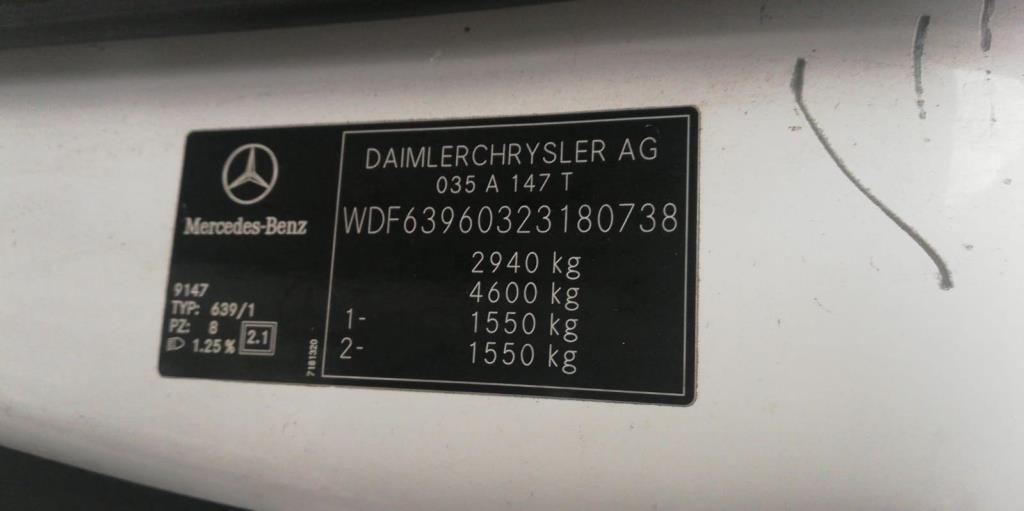 Mercedes-Benz
9147
TYP: 639/1
PZ: 8
1.25% 2.1
7181320
DAIMLERCHRYSLER AG
035 A 147 T
WDF63960323180738
2940 kg
4600 kg
1- 1550 kg
2- 1550 kg